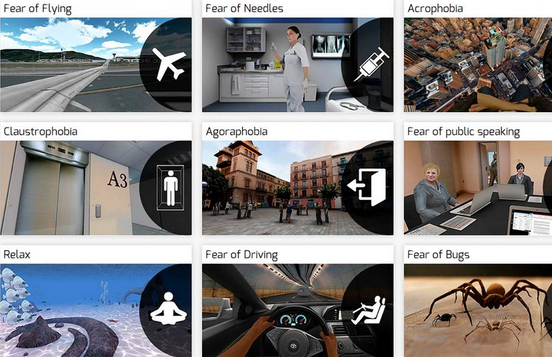 Fear of Flying
Fear of Needles
Acrophobia
Claustrophobia
Agoraphobia
Fear of public speaking
A3
Relax
Fear of Driving
Fear of Bugs